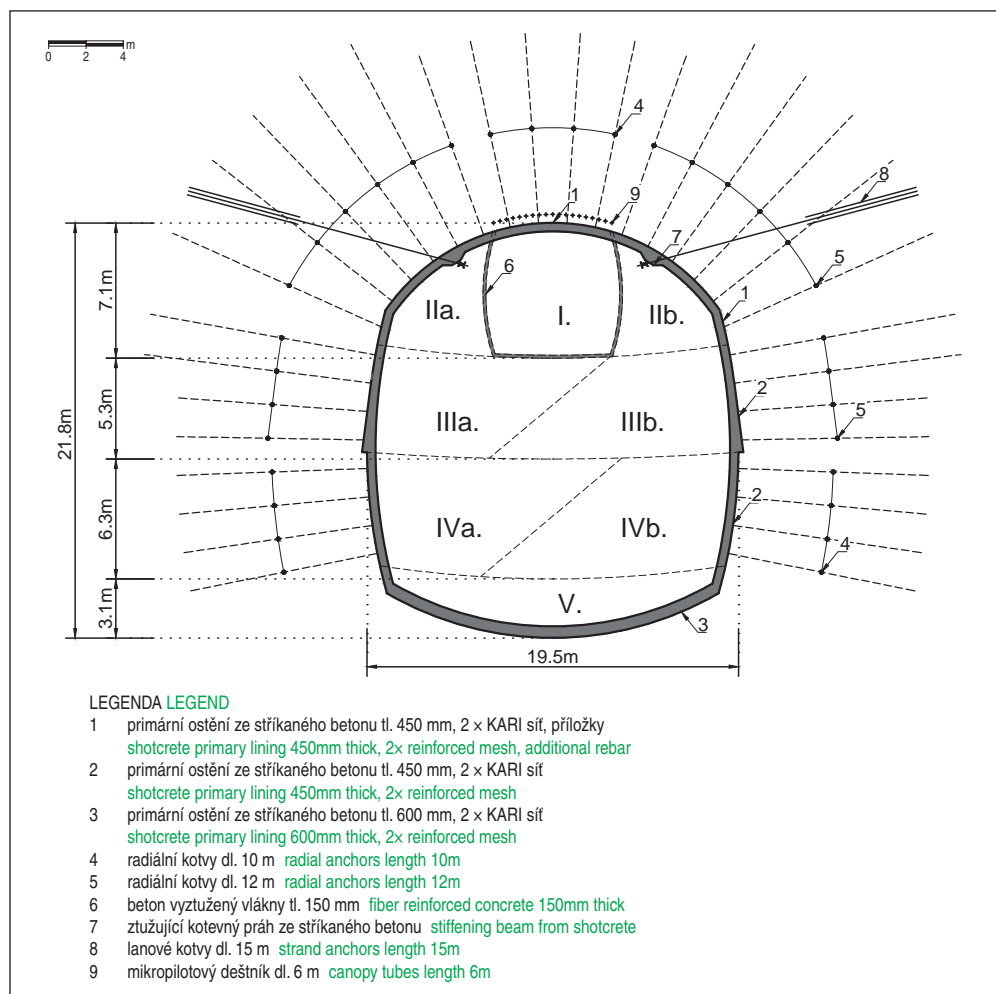 m
0 2 4
4
8
1
9
7
5
6
1
IIa.
I.
IIb.
7.1m
2
5.3m
IIIa.
IIIb.
5
21.8m
2
6.3m
IVa.
IVb.
4
3.1m
V.
3
19.5m
LEGENDA LEGEND
1 primární ostění ze stříkaného betonu tl. 450 mm, 2 × KARI síť, příložky
shotcrete primary lining 450mm thick, 2× reinforced mesh, additional rebar
2 primární ostění ze stříkaného betonu tl. 450 mm, 2 × KARI síť
shotcrete primary lining 450mm thick, 2× reinforced mesh
3 primární ostění ze stříkaného betonu tl. 600 mm, 2 × KARI síť
shotcrete primary lining 600mm thick, 2× reinforced mesh
4 radiální kotvy dl. 10 m radial anchors length 10m
5 radiální kotvy dl. 12 m radial anchors length 12m
6 beton vyztužený vlákny tl. 150 mm fiber reinforced concrete 150mm thick
7 ztužující kotevný práh ze stříkaného betonu stiffening beam from shotcrete
8 lanové kotvy dl. 15 m strand anchors length 15m
9 mikropilotový deštník dl. 6 m canopy tubes length 6m